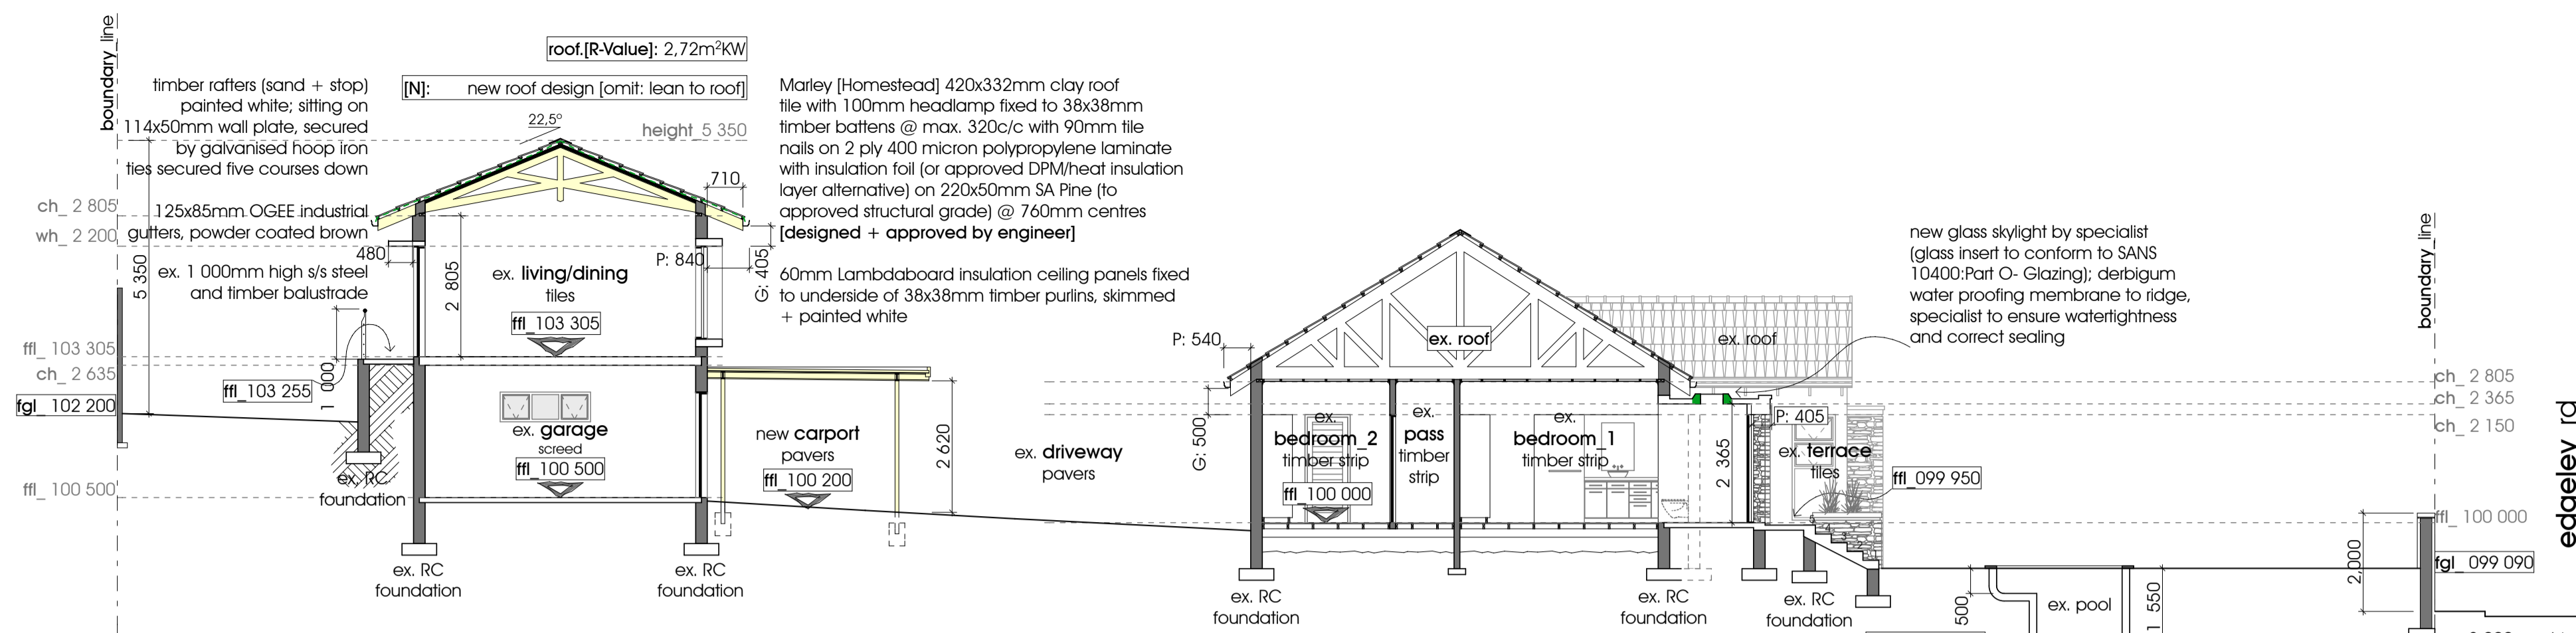 boundary_line
roof.[R-Value]: 2,72m²KW
[N]: new roof design [omit: lean to roof]
timber rafters (sand + stop)
painted white; sitting on
114x50mm wall plate, secured
by galvanised hoop iron
ties secured five courses down
125x85mm OGEE industrial
gutters, powder coated brown
ex. 1 000mm high s/s steel
and timber balustrade
22,5°
height_5 350
710
ch_ 2 805
wh_ 2 200
5 350
480
2 805
P: 840
G: 405
ex. living/dining
tiles
ffl_103 305
ffl_ 103 305
ch_ 2 635
fgl_ 102 200
ffl_ 100 500
ffl_103 255
1 000
ex. RC
foundation
ex. garage
screed
ffl_ 100 500
ex. RC
foundation
ex. RC
foundation
Marley [Homestead] 420x332mm clay roof
tile with 100mm headlamp fixed to 38x38mm
timber battens @ max. 320c/c with 90mm tile
nails on 2 ply 400 micron polypropylene laminate
with insulation foil (or approved DPM/heat insulation
layer alternative) on 220x50mm SA Pine (to
approved structural grade) @ 760mm centres
[designed + approved by engineer]
60mm Lambdaboard insulation ceiling panels fixed
to underside of 38x38mm timber purlins, skimmed
+ painted white
new carport
pavers
ffl_100 200
2 620
ex. driveway
pavers
P: 540
G: 500
ex. roof
ex. roof
ex.
bedroom_2
timber strip
ffl_100 000
ex.
pass
timber
strip
ex.
bedroom_1
timber strip
2 365
P: 405
ex. terrace
tiles
ffl_099 950
5
4
3
2
new glass skylight by specialist
(glass insert to conform to SANS
10400:Part O- Glazing); derbigum
water proofing membrane to ridge,
specialist to ensure watertightness
and correct sealing
ex. RC
foundation
ex. RC
foundation
ex. RC
foundation
500
ex. pool
1 550
2,000
boundary_line
ch_ 2 805
ch_ 2 365
ch_ 2 150
ffl_ 100 000
fgl_ 099 090
edgeley_rd